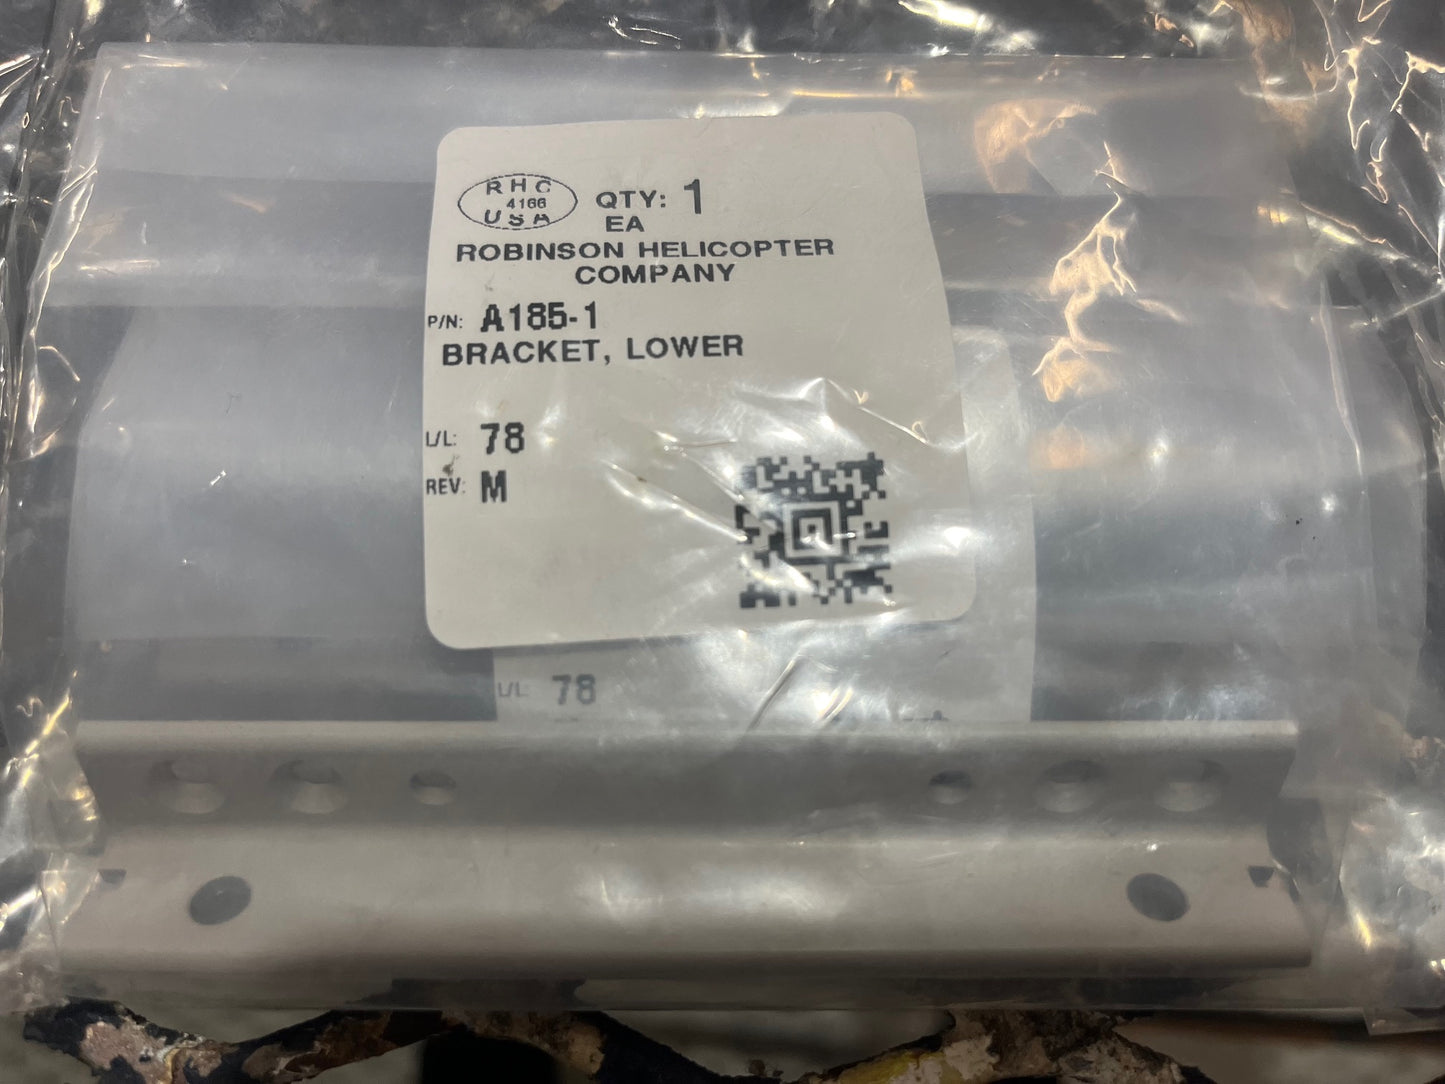 RHC
4166
USA
QTY: 1
EA
ROBINSON HELICOPTER
COMPANY
P/N: A185-1
BRACKET, LOWER
L/L: 78
REV: M
L/L: 78